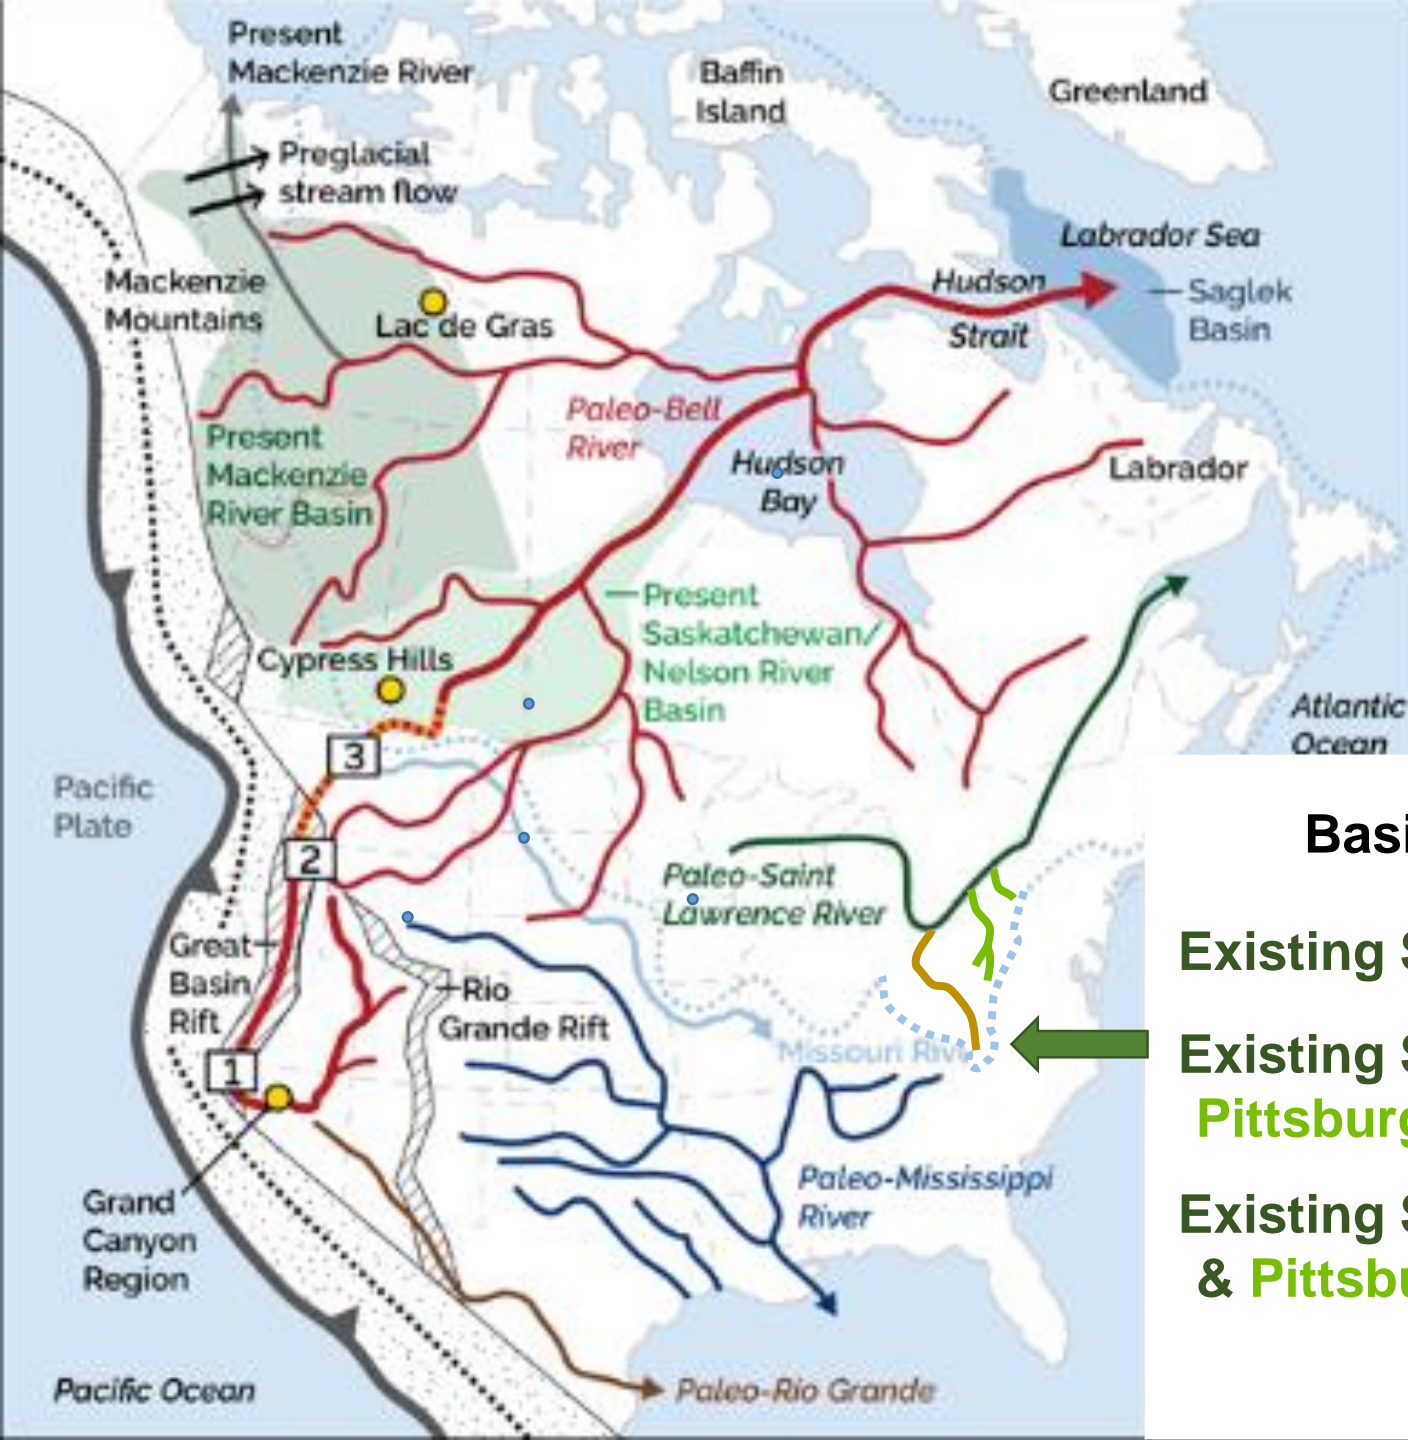 Present
Mackenzie River
Baffin
Island
Greenland
Preglacial
stream flow
Labrador Sea
Mackenzie
Mountains
Hudson
Strait
Saglek
Basin
Lac de Gras
Paleo-Bell
River
Present
Mackenzie
River Basin
Hudson
Bay
Labrador
Present
Saskatchewan/
Nelson River
Basin
Cypress Hills
Atlantic
Ocean
3
Pacific
Plate
2
Basi
Paleo-Saint
Lawrence River
Great
Basin
Rift
Existing S
Rio
Grande Rift
Missouri Rive
Existing S
Pittsburg
1
Grand
Canyon
Region
Paleo-Mississippi
River
Existing S
& Pittsbu
Pacific Ocean
Paleo-Rio Grande